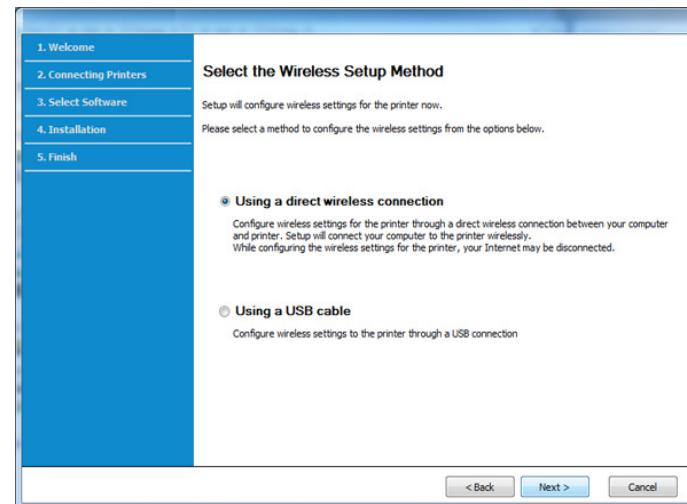 1. Welcome
2. Connecting Printers
3. Select Software
4. Installation
5. Finish
Select the Wireless Setup Method
Setup will configure wireless settings for the printer now.
Please select a method to configure the wireless settings from the options below.
Using a direct wireless connection
Configure wireless settings for the printer through a direct wireless connection between your computer
and printer. Setup will connect your computer to the printer wirelessly.
While configuring the wireless settings for the printer, your Internet may be disconnected.
Using a USB cable
Configure wireless settings to the printer through a USB connection
< Back
Next >
Cancel